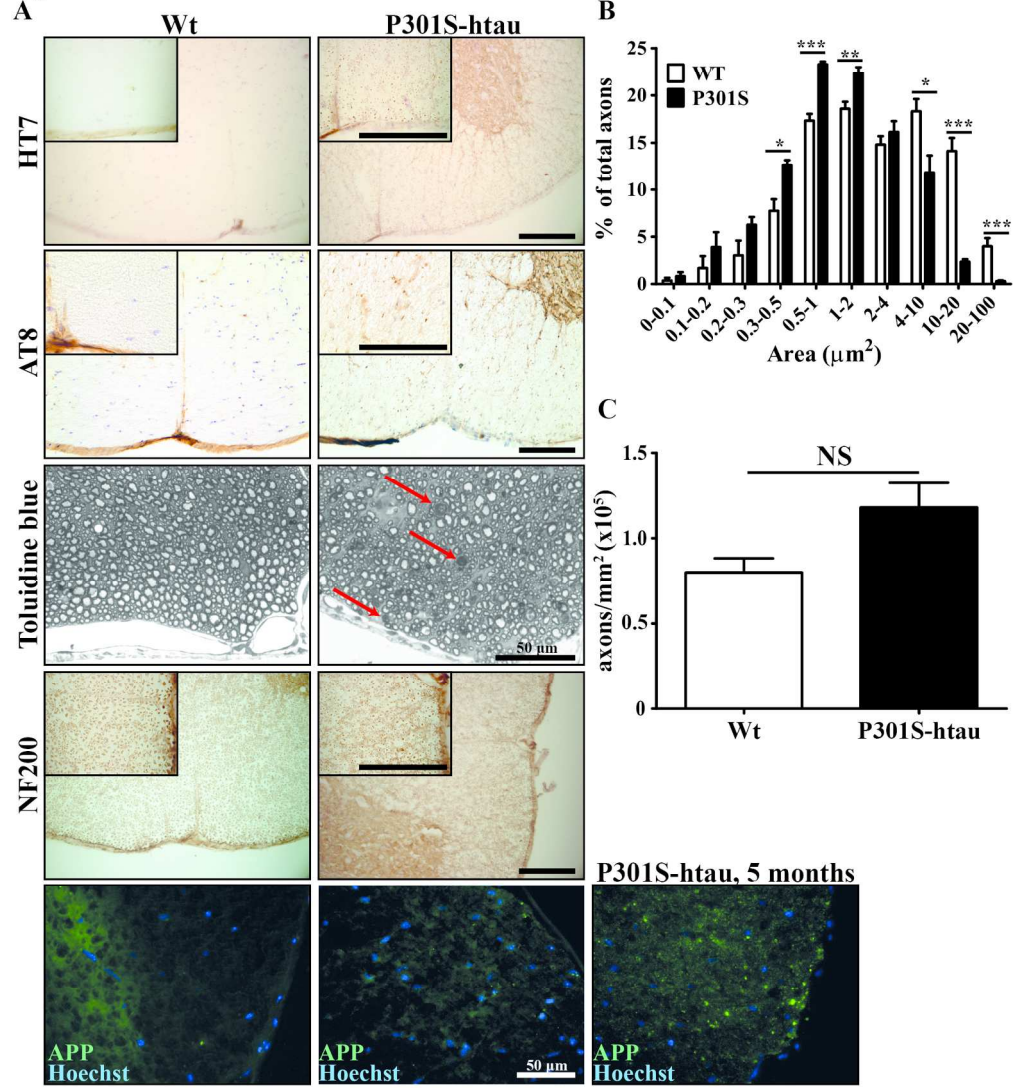 A
Wt
P301S-htau
HT7
AT8
Toluidine blue
50 µm
NF200
P301S-htau, 5 months
APP
Hoechst
APP
Hoechst
50 µm
APP
Hoechst
B
WT
P301S
% of total axons
25
20
15
10
5
0
*
***
**
*
***
***
0-0.1
0.1-0.2
0.2-0.3
0.3-0.5
0.5-1
1-2
2-4
4-10
10-20
20-100
Area (µm²)
C
NS
axons/mm² (x10⁵)
1.5
1.0
0.5
0
Wt
P301S-htau